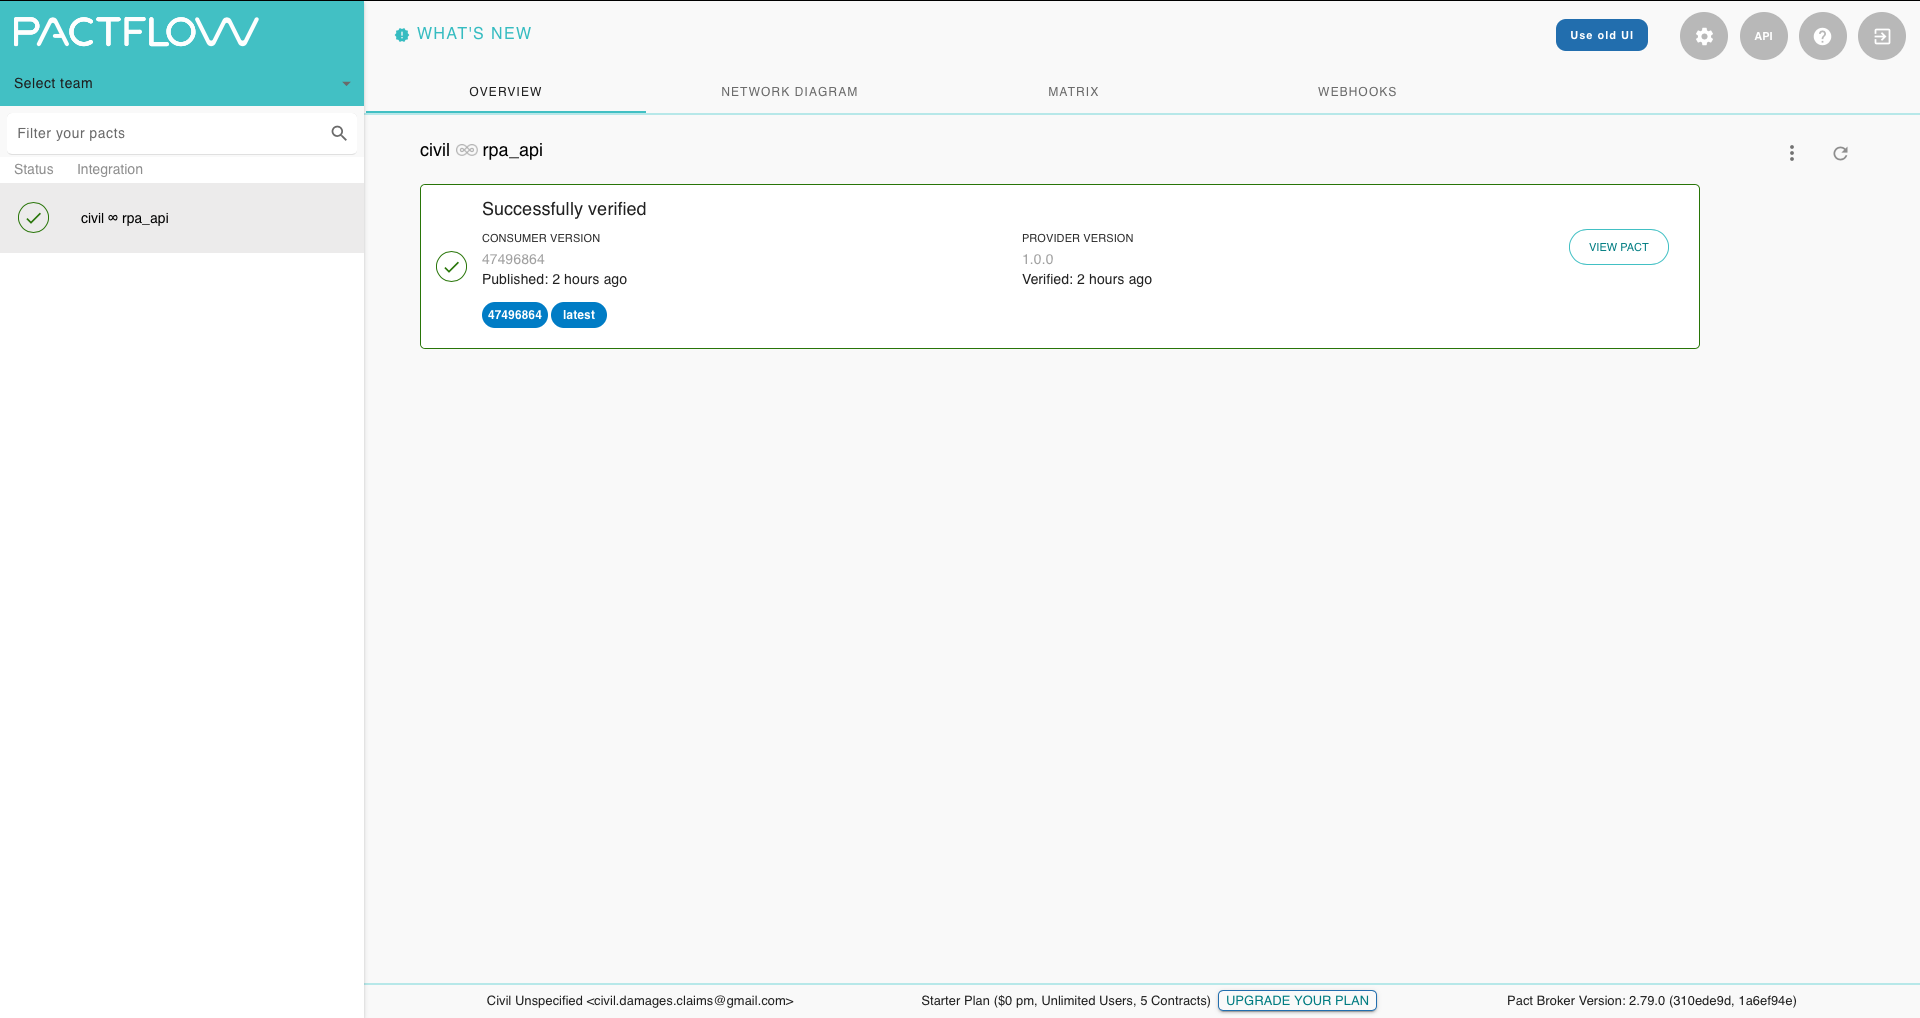 PACTFLOW
Select team
Filter your pacts
Status Integration
civil ∞ rpa_api
WHAT'S NEW
Use old UI
API
OVERVIEW NETWORK DIAGRAM MATRIX WEBHOOKS
civil rpa_api
Successfully verified
CONSUMER VERSION
47496864
Published: 2 hours ago
47496864 latest
PROVIDER VERSION
1.0.0
Verified: 2 hours ago
VIEW PACT
Civil Unspecified <civil.damages.claims@gmail.com>
Starter Plan ($0 pm, Unlimited Users, 5 Contracts) UPGRADE YOUR PLAN
Pact Broker Version: 2.79.0 (310ede9d, 1a6ef94e)